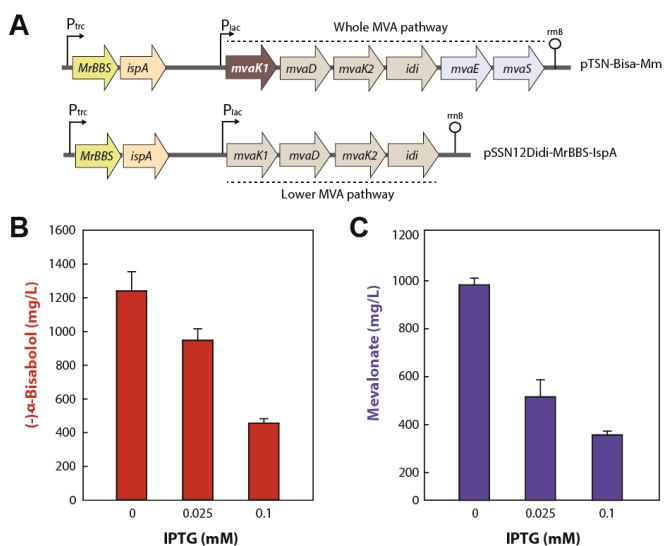 A
Ptrc
Plac
Whole MVA pathway
rrnB
MrBBS
ispA
mvaK1
mvaD
mvaK2
idi
mvaE
mvaS
pTSN-Bisa-Mm
Ptrc
Plac
rrnB
MrBBS
ispA
mvaK1
mvaD
mvaK2
idi
pSSN12Didi-MrBBS-IspA
Lower MVA pathway
B
(-)α-Bisabolol (mg/L)
1600
1400
1200
1000
800
600
400
200
0
0
0.025
0.1
IPTG (mM)
C
Mevalonate (mg/L)
1200
1000
600
400
200
0
0
0.025
0.1
IPTG (mM)